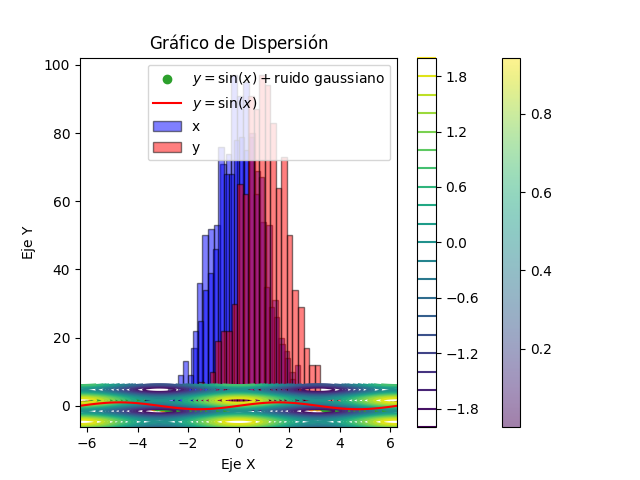 Gráfico de Dispersión
y = sin(x) + ruido gaussiano
y = sin(x)
x
y
Eje Y
100
80
60
40
20
0
−6 −4 −2 0 2 4 6
Eje X
1.8
1.2
0.6
0.0
−0.6
−1.2
−1.8
0.8
0.6
0.4
0.2